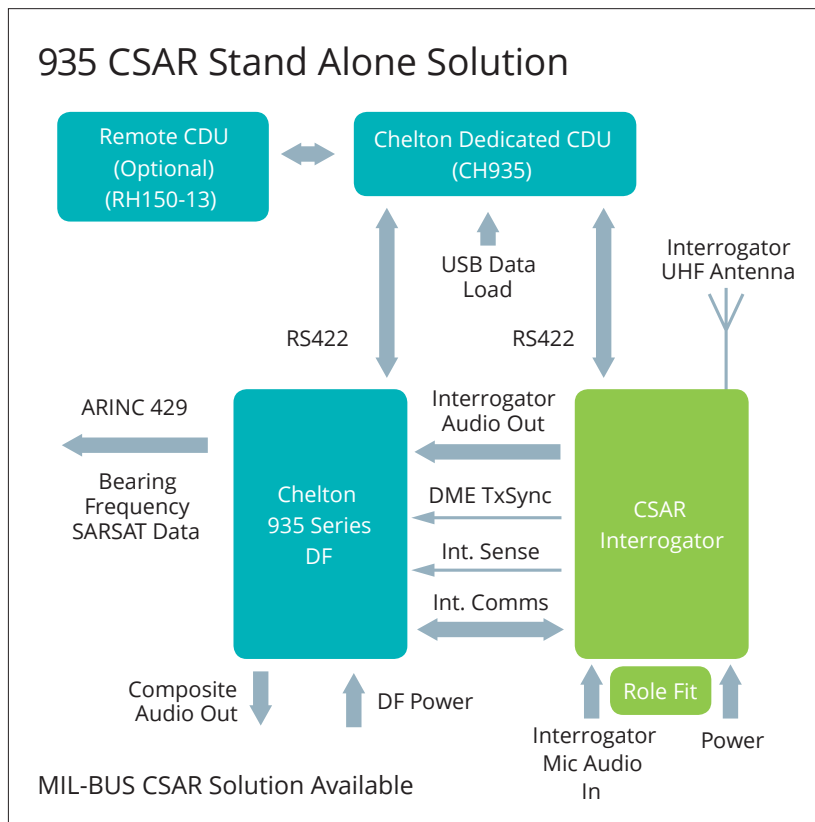 935 CSAR Stand Alone Solution
Remote CDU
(Optional)
(RH150-13)
Chelton Dedicated CDU
(CH935)
USB Data
Load
Interrogator
UHF Antenna
RS422
RS422
ARINC 429
Bearing
Frequency
SARSAT Data
Chelton
935 Series
DF
Interrogator
Audio Out
DME TxSync
Int. Sense
Int. Comms
CSAR
Interrogator
Composite
Audio Out
DF Power
Role Fit
Interrogator
Mic Audio
In
Power
MIL-BUS CSAR Solution Available